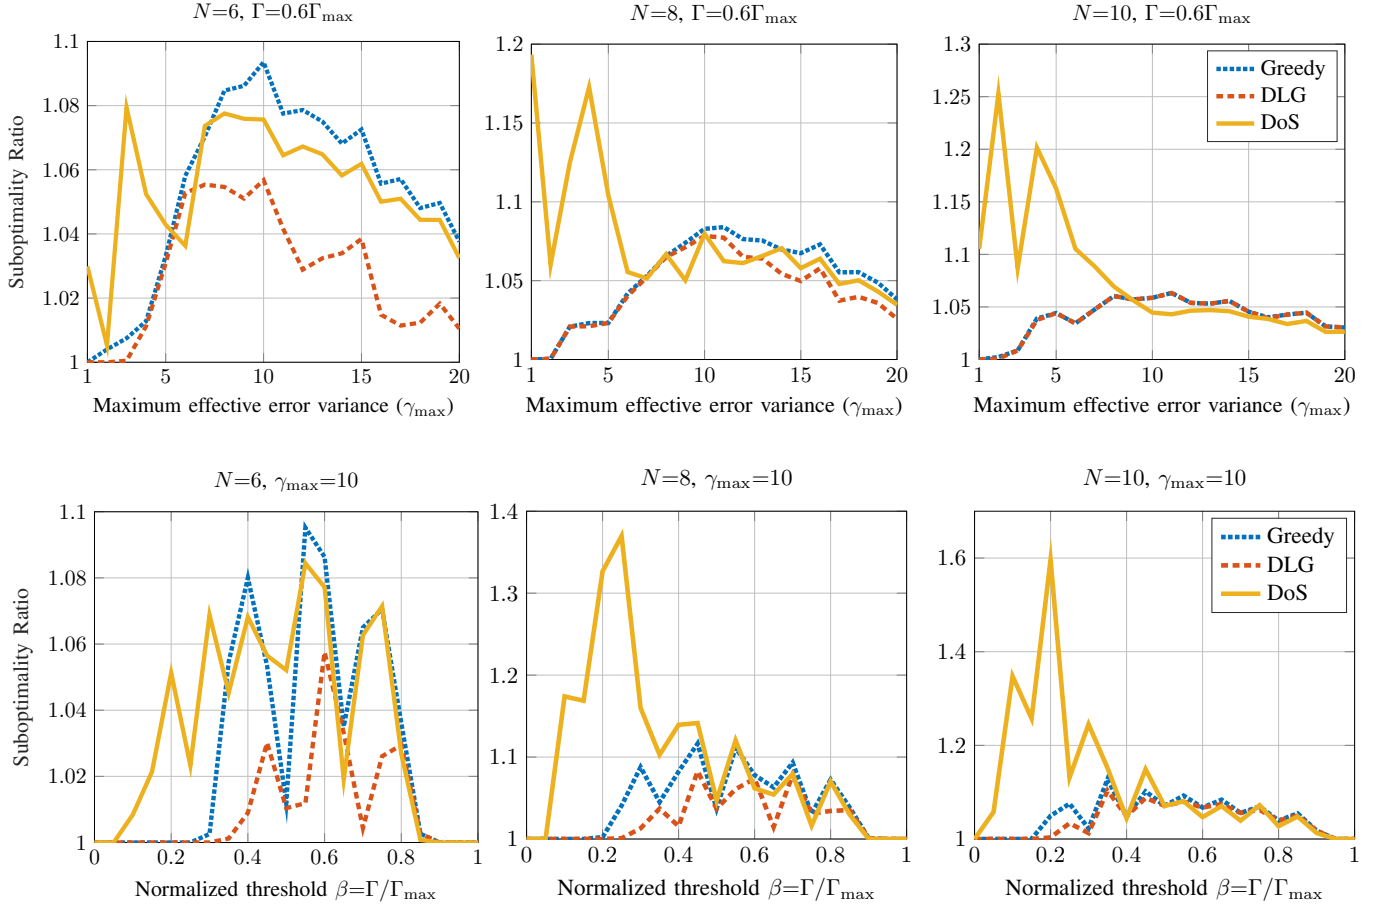 N=6, Γ=0.6Γmax
N=8, Γ=0.6Γmax
N=10, Γ=0.6Γmax
Suboptimality Ratio
1.1
1.08
1.06
1.04
1.02
1
1 5 10 15 20
Maximum effective error variance (γmax)
1.2
1.15
1.1
1.05
1
1 5 10 15 20
Maximum effective error variance (γmax)
1.3
1.25
1.2
1.15
1.1
1.05
1
1 5 10 15 20
Maximum effective error variance (γmax)
Greedy
DLG
DoS
N=6, γmax=10
N=8, γmax=10
N=10, γmax=10
Suboptimality Ratio
1.1
1.08
1.06
1.04
1.02
1
0 0.2 0.4 0.6 0.8 1
Normalized threshold β=Γ/Γmax
1.4
1.3
1.2
1.1
1
0 0.2 0.4 0.6 0.8 1
Normalized threshold β=Γ/Γmax
1.6
1.4
1.2
1
0 0.2 0.4 0.6 0.8 1
Normalized threshold β=Γ/Γmax
Greedy
DLG
DoS